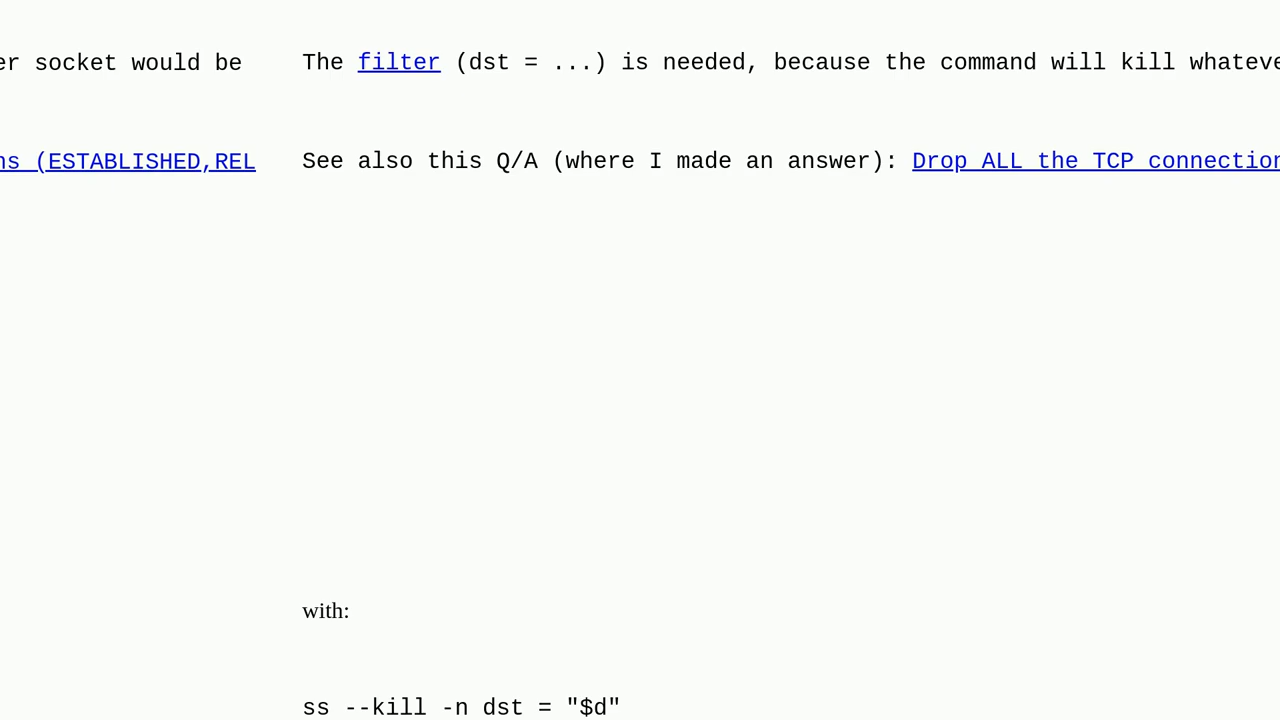 er socket would be
The filter (dst = ...) is needed, because the command will kill whateve
ns (ESTABLISHED,REL
See also this Q/A (where I made an answer): Drop ALL the TCP connection
with:
ss --kill -n dst = "$d"